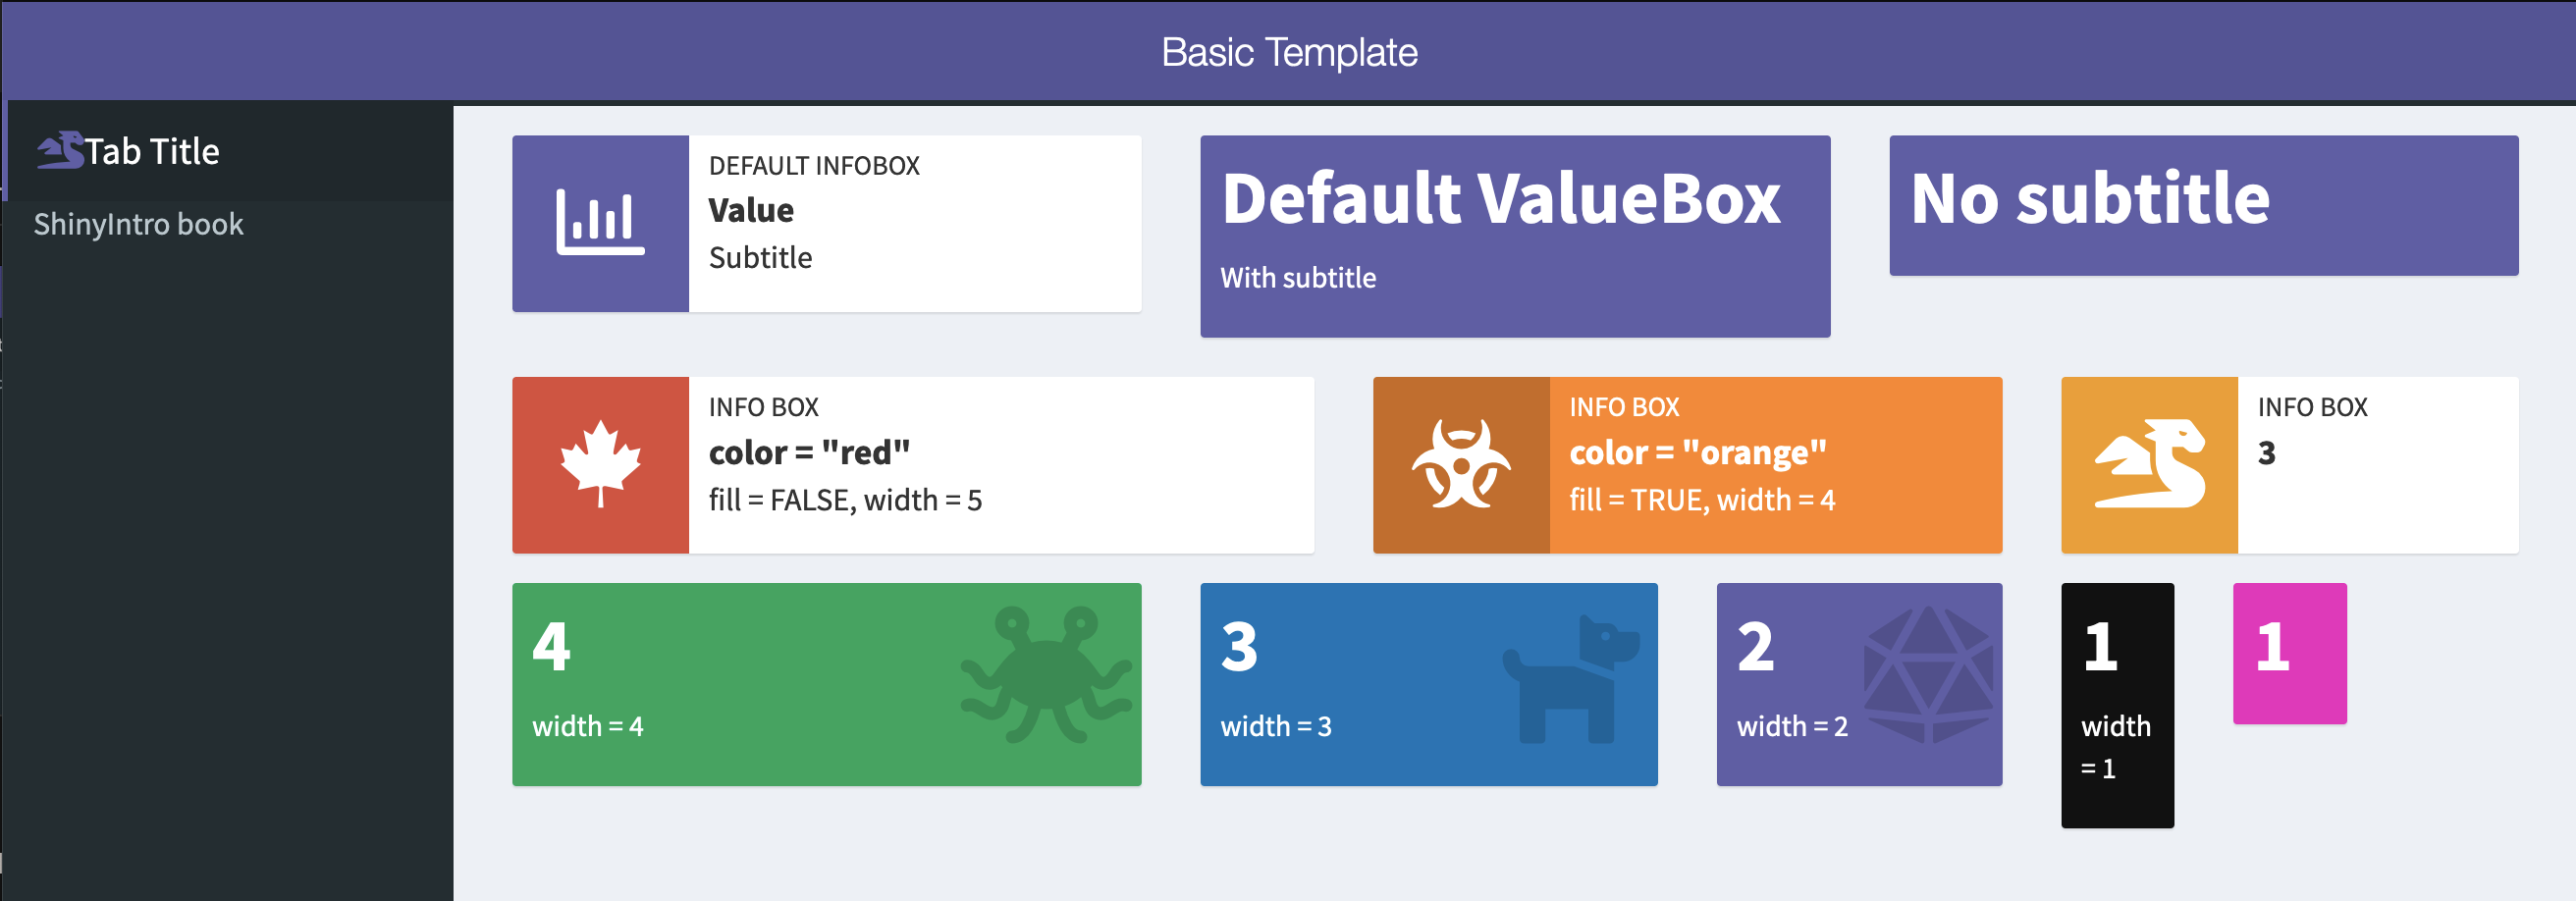 Basic Template
Tab Title
ShinyIntro book
DEFAULT INFOBOX
Value
Subtitle
Default ValueBox
With subtitle
No subtitle
INFO BOX
color = "red"
fill = FALSE, width = 5
INFO BOX
color = "orange"
fill = TRUE, width = 4
INFO BOX
3
4
width = 4
3
width = 3
2
width = 2
1
width
= 1
1